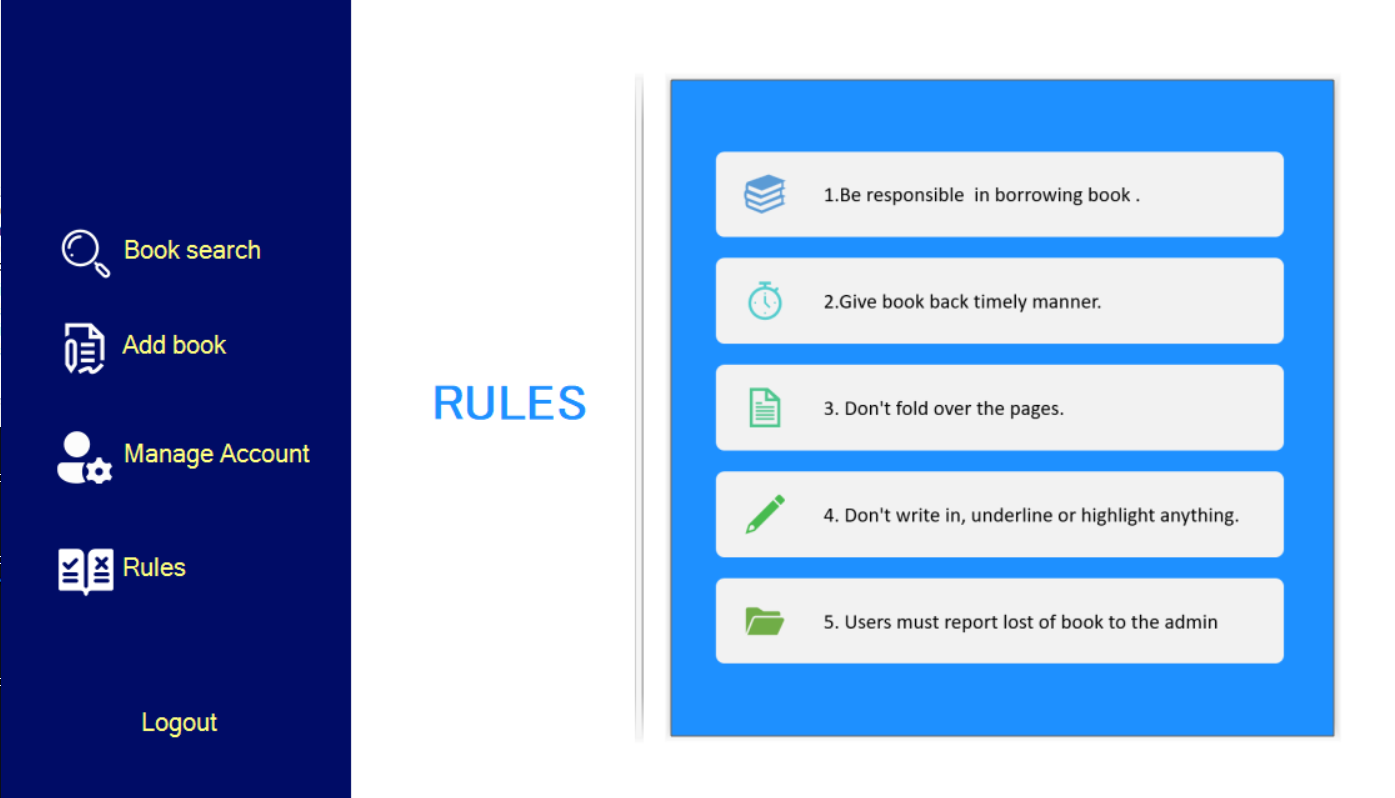 Book search
Add book
Manage Account
Rules
Logout
RULES
1.Be responsible  in borrowing book .
2.Give book back timely manner.
3. Don't fold over the pages.
4. Don't write in, underline or highlight anything.
5. Users must report lost of book to the admin